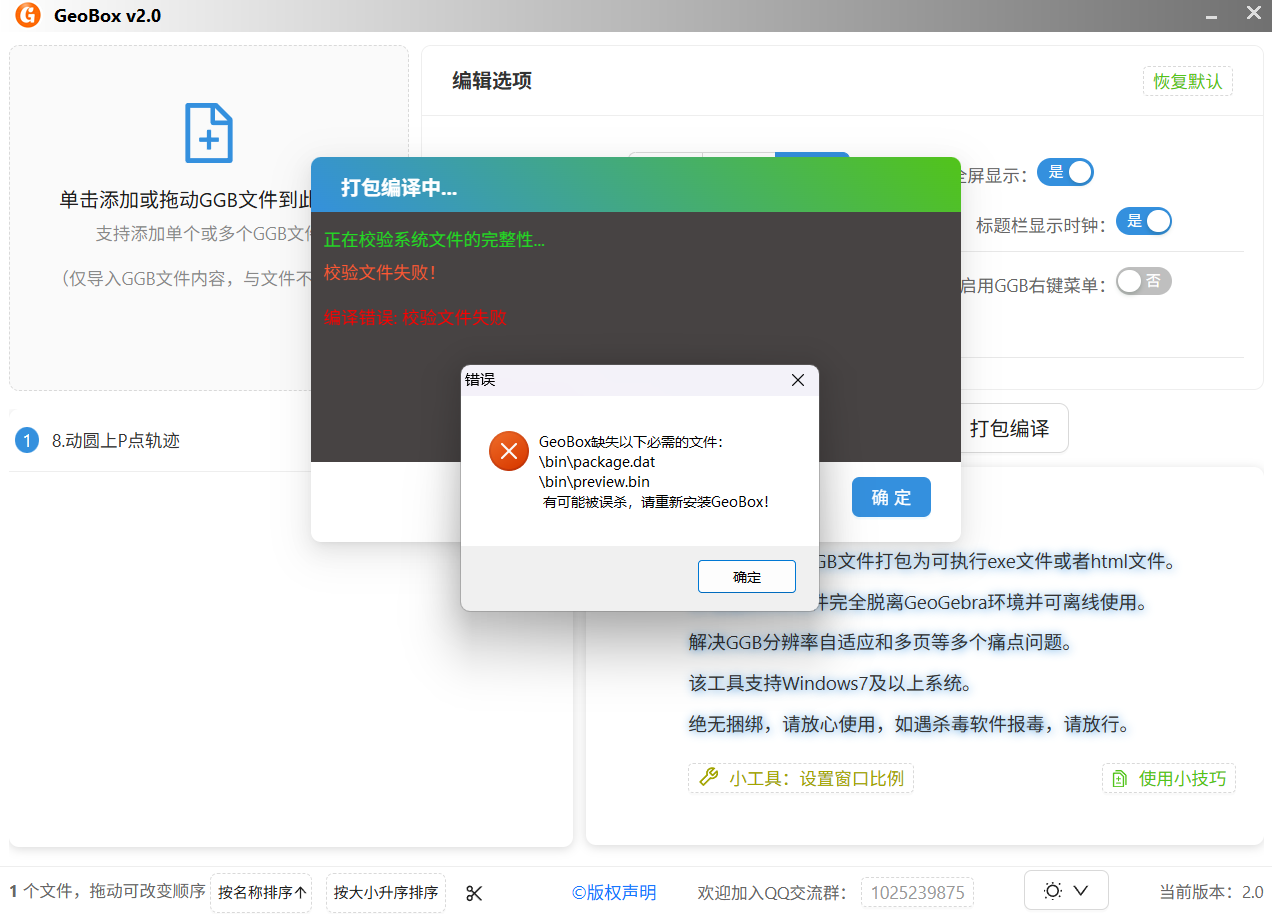 GeoBox v2.0
单击添加或拖动GGB文件到此
支持添加单个或多个GGB文件
（仅导入GGB文件内容，与文件不
编辑选项
恢复默认
全屏显示：
是
标题栏显示时钟：
是
启用GGB右键菜单：
否
打包编译中...
正在校验系统文件的完整性...
校验文件失败！
编译错误: 校验文件失败
确 定
错误
GeoBox缺失以下必需的文件：
\bin\package.dat
\bin\preview.bin
有可能被误杀，请重新安装GeoBox！
确定
1
8.动圆上P点轨迹
打包编译
GB文件打包为可执行exe文件或者html文件。
件完全脱离GeoGebra环境并可离线使用。
解决GGB分辨率自适应和多页等多个痛点问题。
该工具支持Windows7及以上系统。
绝无捆绑，请放心使用，如遇杀毒软件报毒，请放行。
小工具：设置窗口比例
使用小技巧
1 个文件，拖动可改变顺序
按名称排序↑
按大小升序排序
©版权声明
欢迎加入QQ交流群：
1025239875
当前版本：2.0